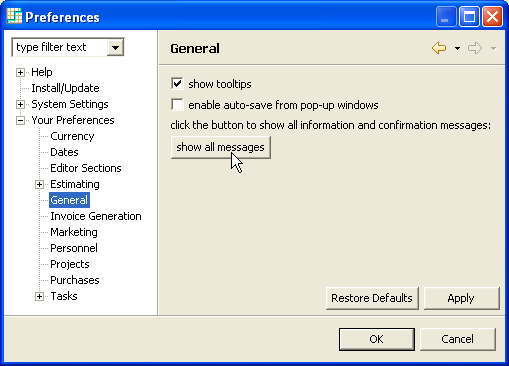 Preferences
type filter text
Help
Install/Update
System Settings
Your Preferences
Currency
Dates
Editor Sections
Estimating
General
Invoice Generation
Marketing
Personnel
Projects
Purchases
Tasks
General
show tooltips
enable auto-save from pop-up windows
click the button to show all information and confirmation messages:
show all messages
Restore Defaults
Apply
OK
Cancel